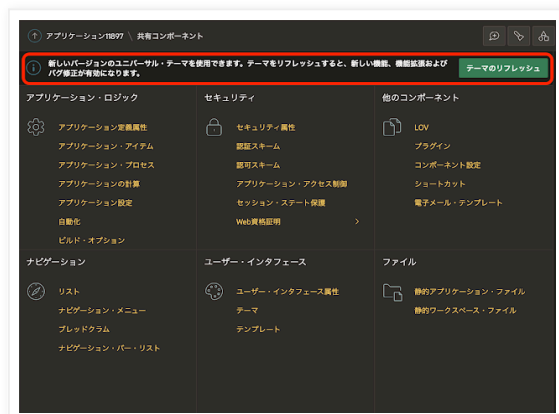 アプリケーション11897 \ 共有コンポーネント
新しいバージョンのユニバーサル・テーマを使用できます。テーマをリフレッシュすると、新しい機能、機能拡張および
バグ修正が有効になります。
テーマのリフレッシュ
アプリケーション・ロジック
アプリケーション定義属性
アプリケーション・アイテム
アプリケーション・プロセス
アプリケーションの計算
アプリケーション設定
自動化
ビルド・オプション
セキュリティ
セキュリティ属性
認証スキーム
認可スキーム
アプリケーション・アクセス制御
セッション・ステート保護
Web資格証明
他のコンポーネント
LOV
プラグイン
コンポーネント設定
ショートカット
電子メール・テンプレート
ナビゲーション
リスト
ナビゲーション・メニュー
ブレッドクラム
ナビゲーション・バー・リスト
ユーザー・インタフェース
ユーザー・インタフェース属性
テーマ
テンプレート
ファイル
静的アプリケーション・ファイル
静的ワークスペース・ファイル